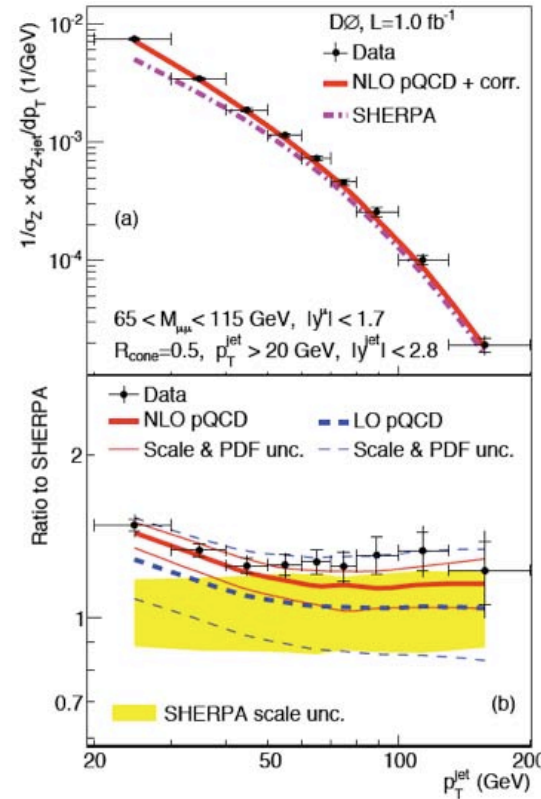 DØ, L=1.0 fb⁻¹
Data
NLO pQCD + corr.
SHERPA
1/σ_Z × dσ_Z+jet/dp_T (1/GeV)
10⁻²
10⁻³
10⁻⁴
(a)
65 < M_μμ < 115 GeV, |y^μ| < 1.7
R_cone=0.5, p_T^jet > 20 GeV, |y^jet| < 2.8
Data
NLO pQCD LO pQCD
Scale & PDF unc. Scale & PDF unc.
Ratio to SHERPA
2
1
0.7
SHERPA scale unc.
(b)
20 30 40 50 100 200
p_T^jet (GeV)